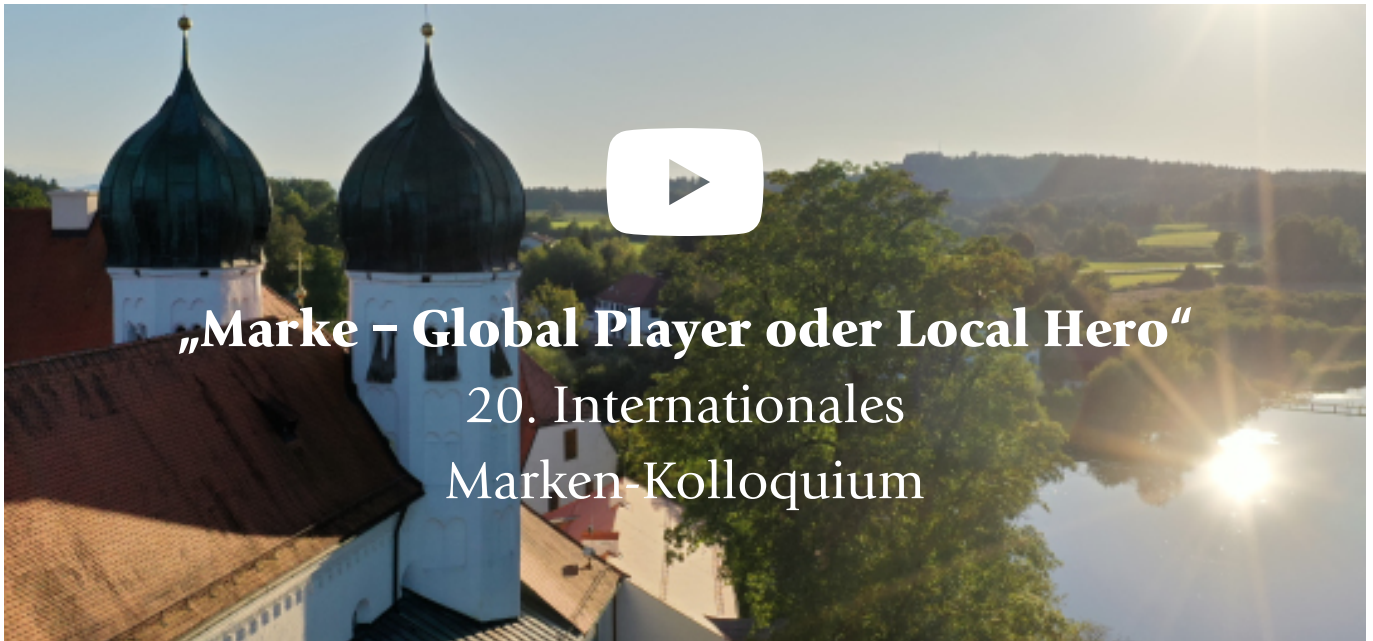 „Marke – Global Player oder Local Hero“
20. Internationales
Marken-Kolloquium